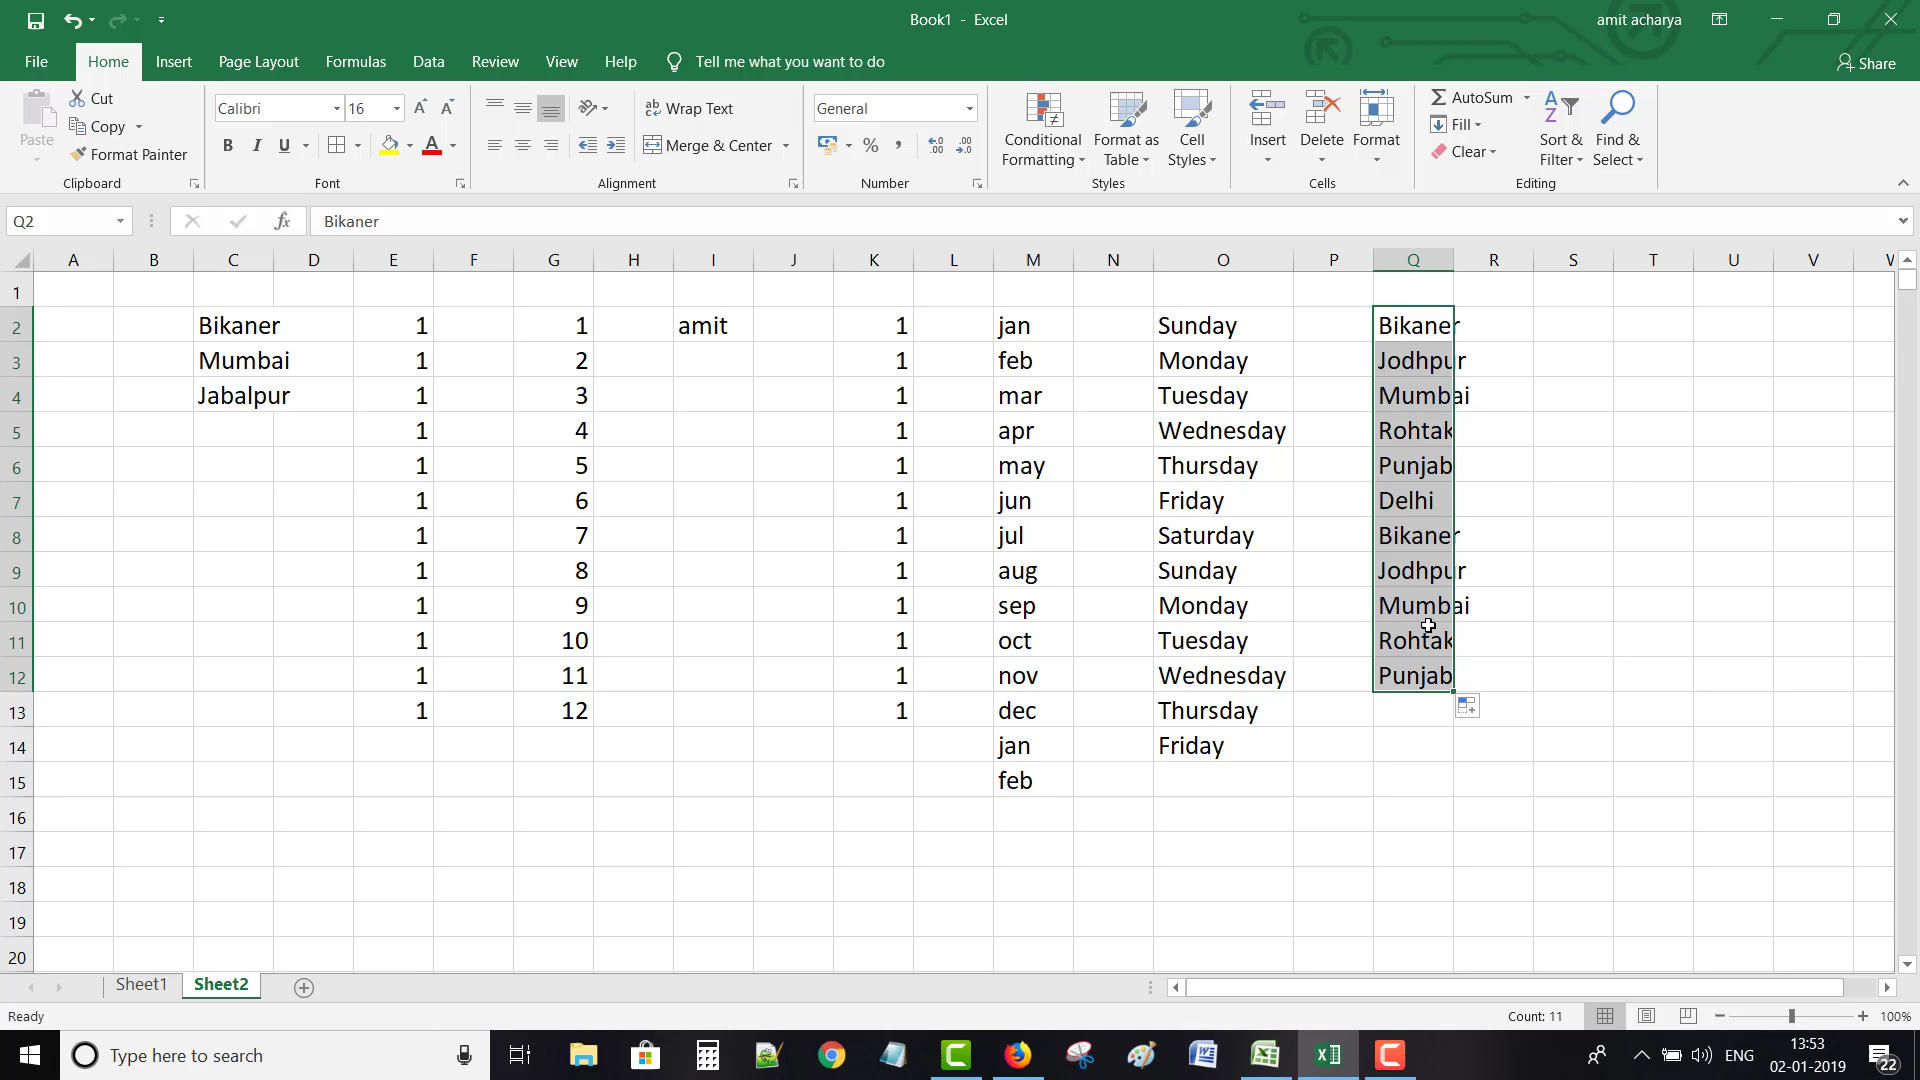 Book1 - Excel
amit acharya
File Home Insert Page Layout Formulas Data Review View Help Tell me what you want to do Share
Paste
Cut
Copy
Format Painter
Clipboard
Calibri 16 A A
B I U A
Font
ab Wrap Text
Merge & Center
Alignment
General
% ,
Number
Conditional Formatting
Format as Table
Cell Styles
Styles
Insert Delete Format
Cells
AutoSum
Fill
Clear
Sort & Filter
Find & Select
Editing
Q2 fx Bikaner
A B C D E F G H I J K L M N O P Q R S T U V W
1
2 Bikaner 1 1 amit 1 jan Sunday Bikaner
3 Mumbai 1 2 1 feb Monday Jodhpur
4 Jabalpur 1 3 1 mar Tuesday Mumbai
5 1 4 1 apr Wednesday Rohtak
6 1 5 1 may Thursday Punjab
7 1 6 1 jun Friday Delhi
8 1 7 1 jul Saturday Bikaner
9 1 8 1 aug Sunday Jodhpur
10 1 9 1 sep Monday Mumbai
11 1 10 1 oct Tuesday Rohtak
12 1 11 1 nov Wednesday Punjab
13 1 12 1 dec Thursday
14 jan Friday
15 feb
16
17
18
19
20
Sheet1 Sheet2
Ready Count: 11 100%
Type here to search
ENG
13:53
02-01-2019
22